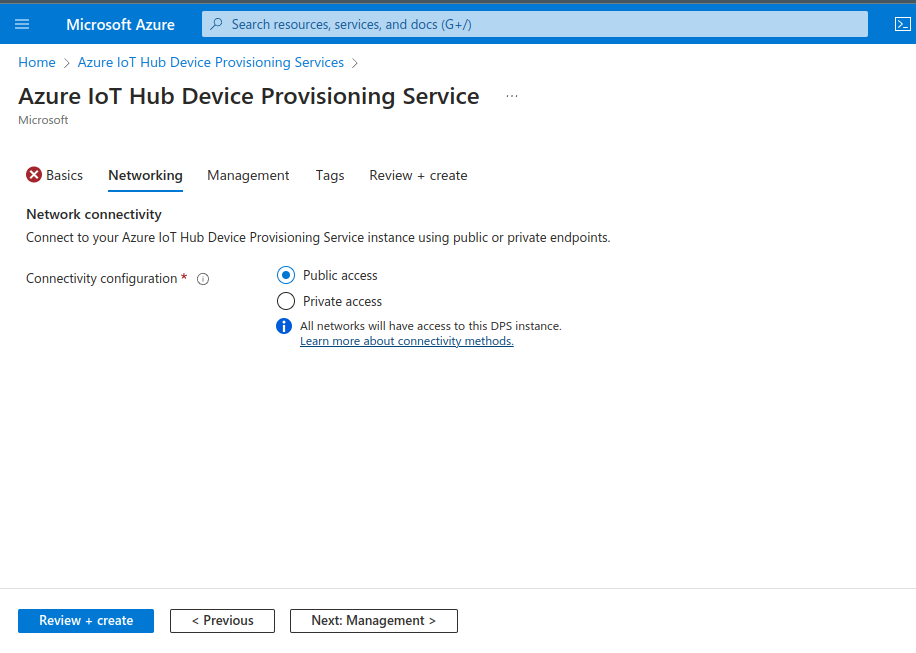 Microsoft Azure
Search resources, services, and docs (G+/)
Home > Azure IoT Hub Device Provisioning Services >
Azure IoT Hub Device Provisioning Service ...
Microsoft
Basics Networking Management Tags Review + create
Network connectivity
Connect to your Azure IoT Hub Device Provisioning Service instance using public or private endpoints.
Connectivity configuration *
Public access
Private access
All networks will have access to this DPS instance.
Learn more about connectivity methods.
Review + create
< Previous
Next: Management >